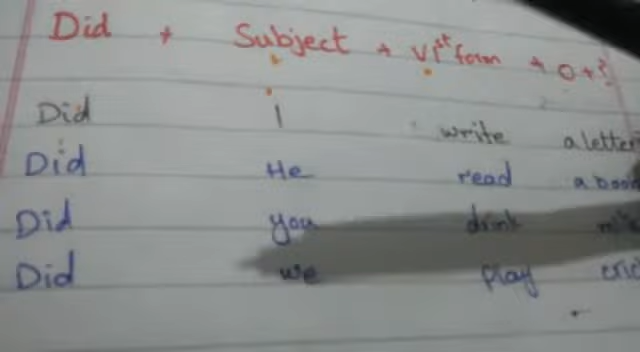 Did + Subject + V1st form + O + ?
Did I write a letter
Did He read a book
Did you drink
Did we play